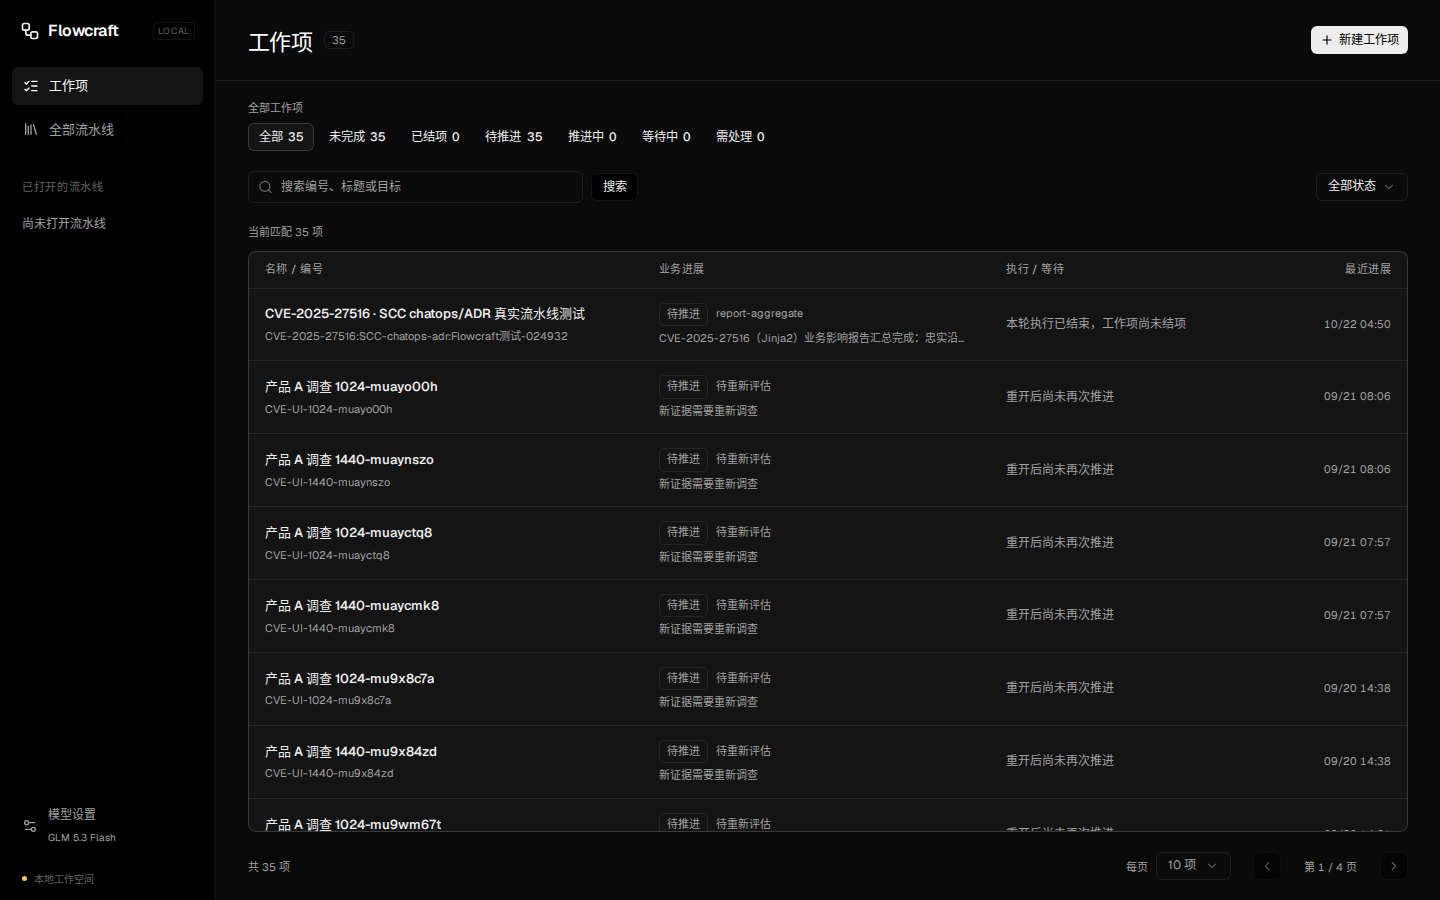 Flowcraft LOCAL
工作项
全部流水线
已打开的流水线
尚未打开流水线
模型设置
GLM 5.3 Flash
本地工作空间
工作项 35
新建工作项
全部工作项
全部 35 未完成 35 已结项 0 待推进 35 推进中 0 等待中 0 需处理 0
搜索编号、标题或目标 搜索 全部状态
当前匹配 35 项
名称 / 编号 业务进展 执行 / 等待 最近进展
CVE-2025-27516 · SCC chatops/ADR 真实流水线测试 待推进 report-aggregate 本轮执行已结束，工作项尚未结项 10/22 04:50
CVE-2025-27516:SCC-chatops-adr:Flowcraft测试-024932 CVE-2025-27516（Jinja2）业务影响报告汇总完成：忠实沿...
产品 A 调查 1024-muayo00h 待推进 待重新评估 重开后尚未再次推进 09/21 08:06
CVE-UI-1024-muayo00h 新证据需要重新调查
产品 A 调查 1440-muaynszo 待推进 待重新评估 重开后尚未再次推进 09/21 08:06
CVE-UI-1440-muaynszo 新证据需要重新调查
产品 A 调查 1024-muayctq8 待推进 待重新评估 重开后尚未再次推进 09/21 07:57
CVE-UI-1024-muayctq8 新证据需要重新调查
产品 A 调查 1440-muaycmk8 待推进 待重新评估 重开后尚未再次推进 09/21 07:57
CVE-UI-1440-muaycmk8 新证据需要重新调查
产品 A 调查 1024-mu9x8c7a 待推进 待重新评估 重开后尚未再次推进 09/20 14:38
CVE-UI-1024-mu9x8c7a 新证据需要重新调查
产品 A 调查 1440-mu9x84zd 待推进 待重新评估 重开后尚未再次推进 09/20 14:38
CVE-UI-1440-mu9x84zd 新证据需要重新调查
产品 A 调查 1024-mu9wm67t 待推进 待重新评估
共 35 项 每页 10 项 第 1 / 4 页